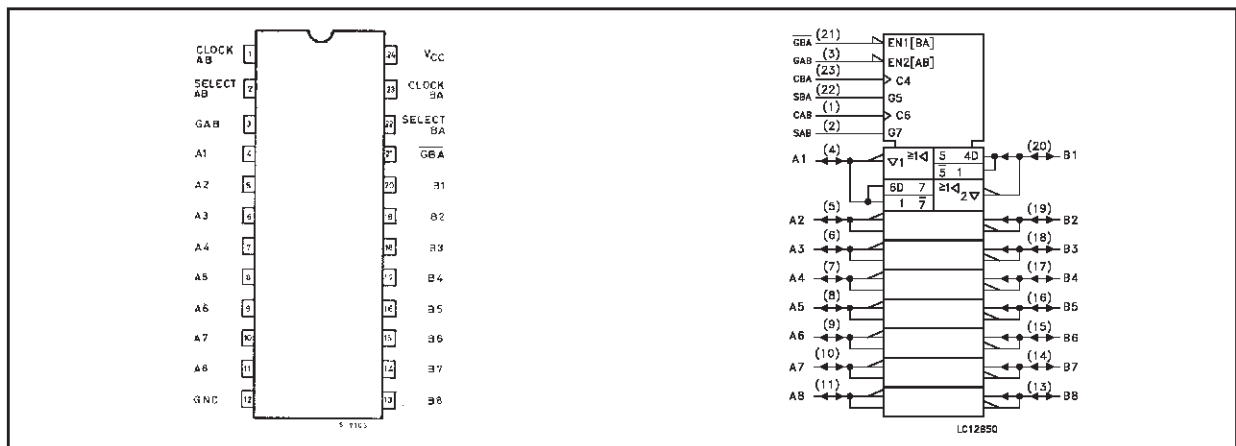 CLOCK AB 1
24 VCC
SELECT AB 2
23 CLOCK BA
GAB 3
22 SELECT BA
A1 4
21 GBA
A2 5
20 B1
A3 6
19 B2
A4 7
18 B3
A5 8
17 B4
A6 9
16 B5
A7 10
15 B6
A8 11
14 B7
GND 12
13 B8
GBA (21) EN1[BA]
GAB (3) EN2[AB]
CBA (23) C4
SBA (22) G5
CAB (1) C6
SAB (2) G7
A1 (4) ▽1 ≥1 5 4D (20) B1
5 1
6D 7 ≥1 2▽
1 7
A2 (5) (19) B2
A3 (6) (18) B3
A4 (7) (17) B4
A5 (8) (16) B5
A6 (9) (15) B6
A7 (10) (14) B7
A8 (11) (13) B8
LC12850